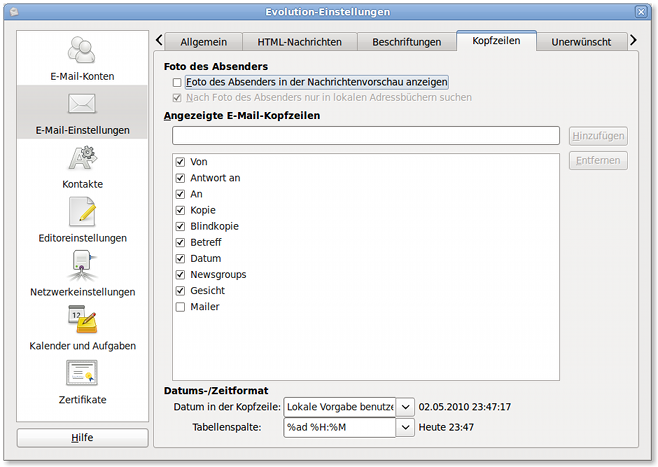 Evolution-Einstellungen
E-Mail-Konten
E-Mail-Einstellungen
Kontakte
Editoreinstellungen
Netzwerkeinstellungen
12
Kalender und Aufgaben
Zertifikate
Hilfe
Allgemein HTML-Nachrichten Beschriftungen Kopfzeilen Unerwünscht
Foto des Absenders
Foto des Absenders in der Nachrichtenvorschau anzeigen
Nach Foto des Absenders nur in lokalen Adressbüchern suchen
Angezeigte E-Mail-Kopfzeilen
Hinzufügen
Entfernen
Von
Antwort an
An
Kopie
Blindkopie
Betreff
Datum
Newsgroups
Gesicht
Mailer
Datums-/Zeitformat
Datum in der Kopfzeile: Lokale Vorgabe benutze 02.05.2010 23:47:17
Tabellenspalte: %ad %H:%M Heute 23:47